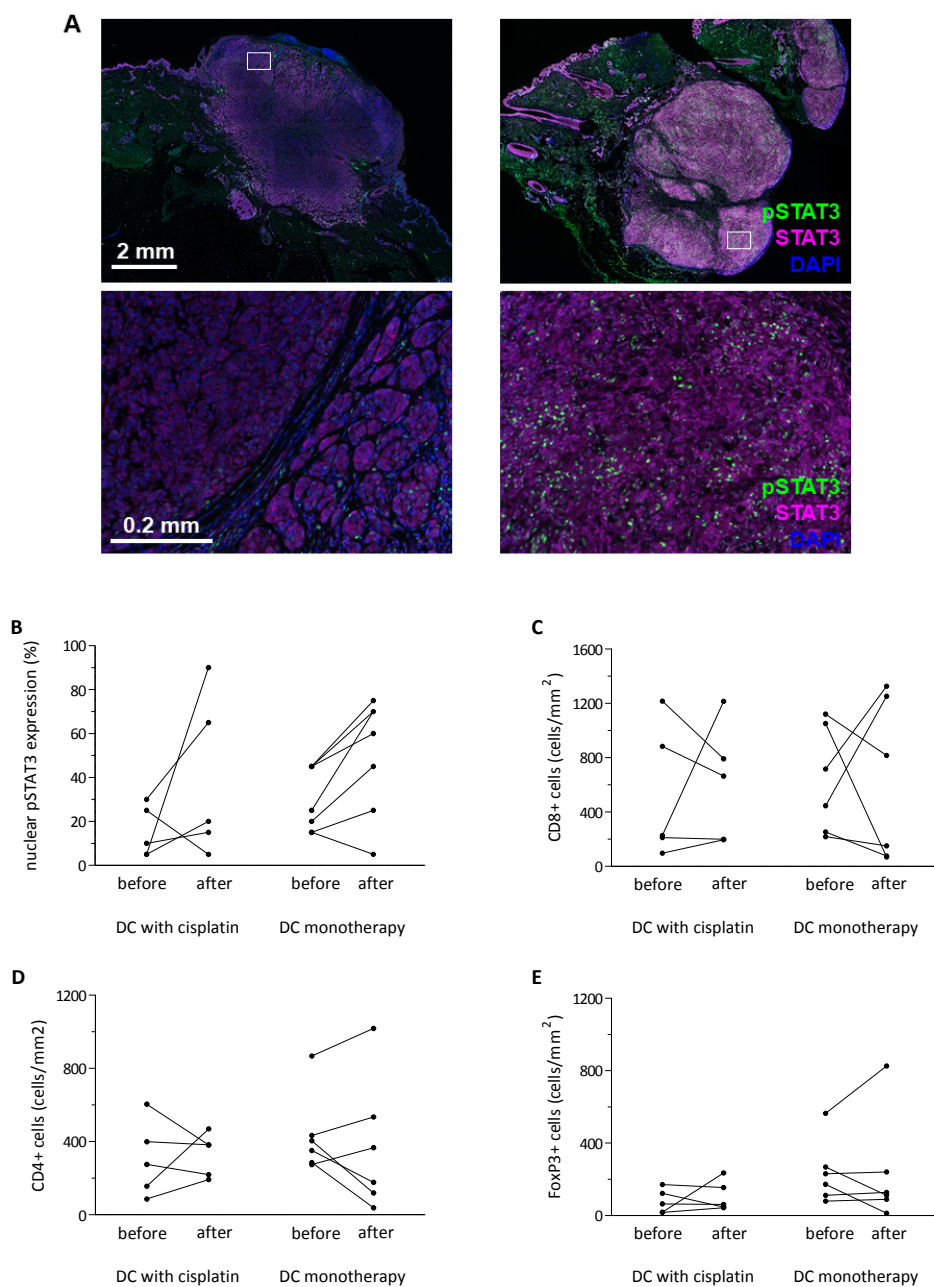 A
pSTAT3
STAT3
DAPI
2 mm
pSTAT3
STAT3
DAPI
0.2 mm
B
nuclear pSTAT3 expression (%)
100
80
60
40
20
0
before after before after
DC with cisplatin DC monotherapy
C
CD8+ cells (cells/mm²)
1600
1200
800
400
0
before after before after
DC with cisplatin DC monotherapy
D
CD4+ cells (cells/mm2)
1200
800
400
0
before after before after
DC with cisplatin DC monotherapy
E
FoxP3+ cells (cells/mm²)
1200
800
400
0
before after before after
DC with cisplatin DC monotherapy